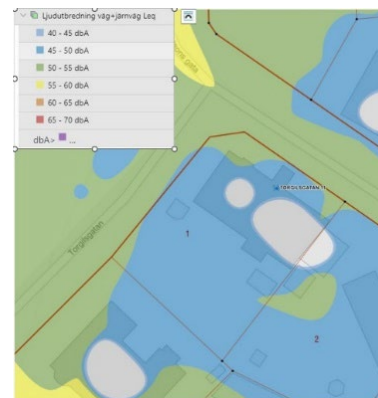 Ljudutbredning väg+järnväg Leq
40 - 45 dbA
45 - 50 dbA
50 - 55 dbA
55 - 60 dbA
60 - 65 dbA
65 - 70 dbA
dbA> ...
TORGILSGATAN 11
1
Torgilsgatan
2